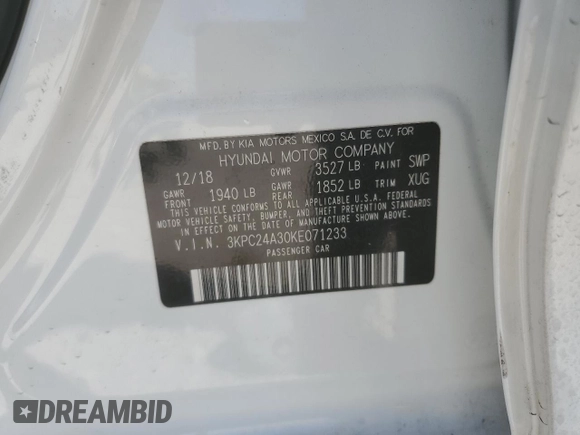 MFD. BY KIA MOTORS MEXICO S.A. DE C.V. FOR
HYUNDAI MOTOR COMPANY
12/18 GVWR 3527 LB PAINT SWP
GAWR FRONT 1940 LB GAWR REAR 1852 LB TRIM XUG
THIS VEHICLE CONFORMS TO ALL APPLICABLE U.S.A. FEDERAL
MOTOR VEHICLE SAFETY, BUMPER, AND THEFT PREVENTION STANDARDS
IN EFFECT ON THE DATE OF MANUFACTURE SHOWN ABOVE.
V.I.N. 3KPC24A30KE071233
PASSENGER CAR
DREAMBID